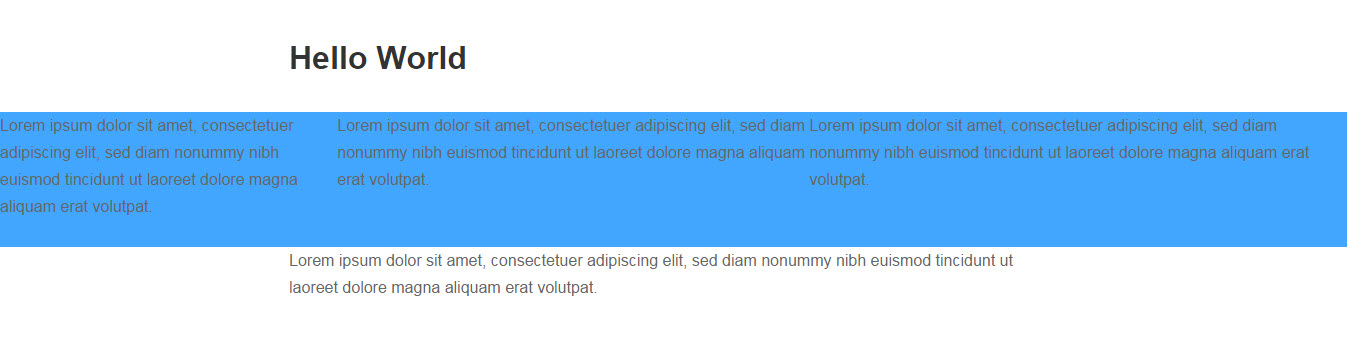 Hello World
Lorem ipsum dolor sit amet, consectetuer
adipiscing elit, sed diam nonummy nibh
euismod tincidunt ut laoreet dolore magna
aliquam erat volutpat.
Lorem ipsum dolor sit amet, consectetuer adipiscing elit, sed diam
nonummy nibh euismod tincidunt ut laoreet dolore magna aliquam
erat volutpat.
Lorem ipsum dolor sit amet, consectetuer adipiscing elit, sed diam
nonummy nibh euismod tincidunt ut laoreet dolore magna aliquam erat
volutpat.
Lorem ipsum dolor sit amet, consectetuer adipiscing elit, sed diam nonummy nibh euismod tincidunt ut
laoreet dolore magna aliquam erat volutpat.